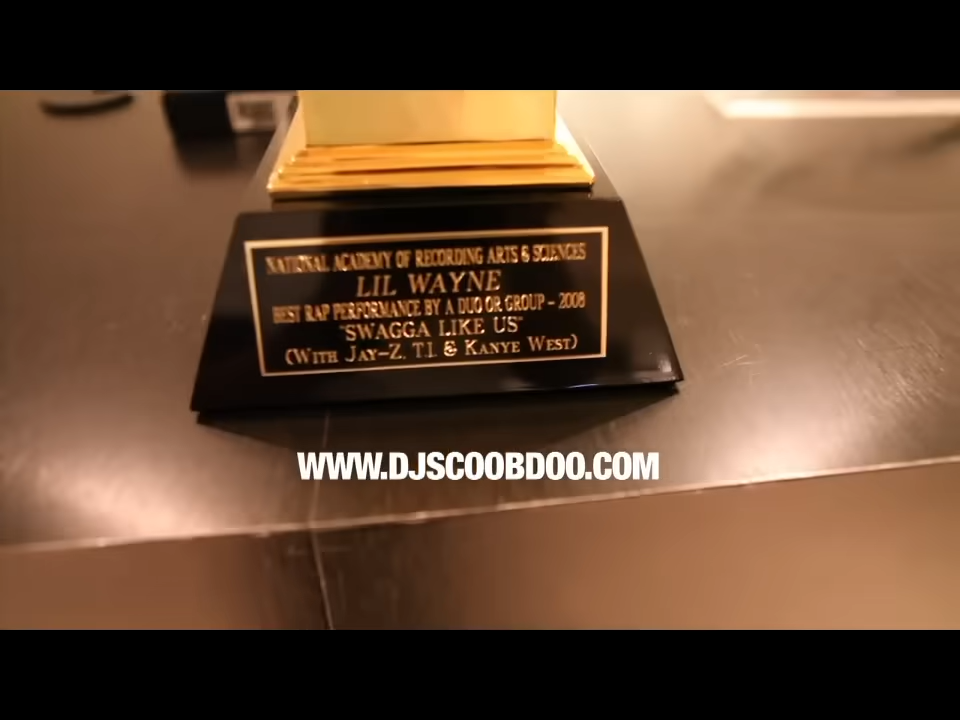 NATIONAL ACADEMY OF RECORDING ARTS & SCIENCES
LIL WAYNE
BEST RAP PERFORMANCE BY A DUO OR GROUP - 2008
"SWAGGA LIKE US"
(WITH JAY-Z, T.I. & KANYE WEST)
WWW.DJSCOOBDOO.COM